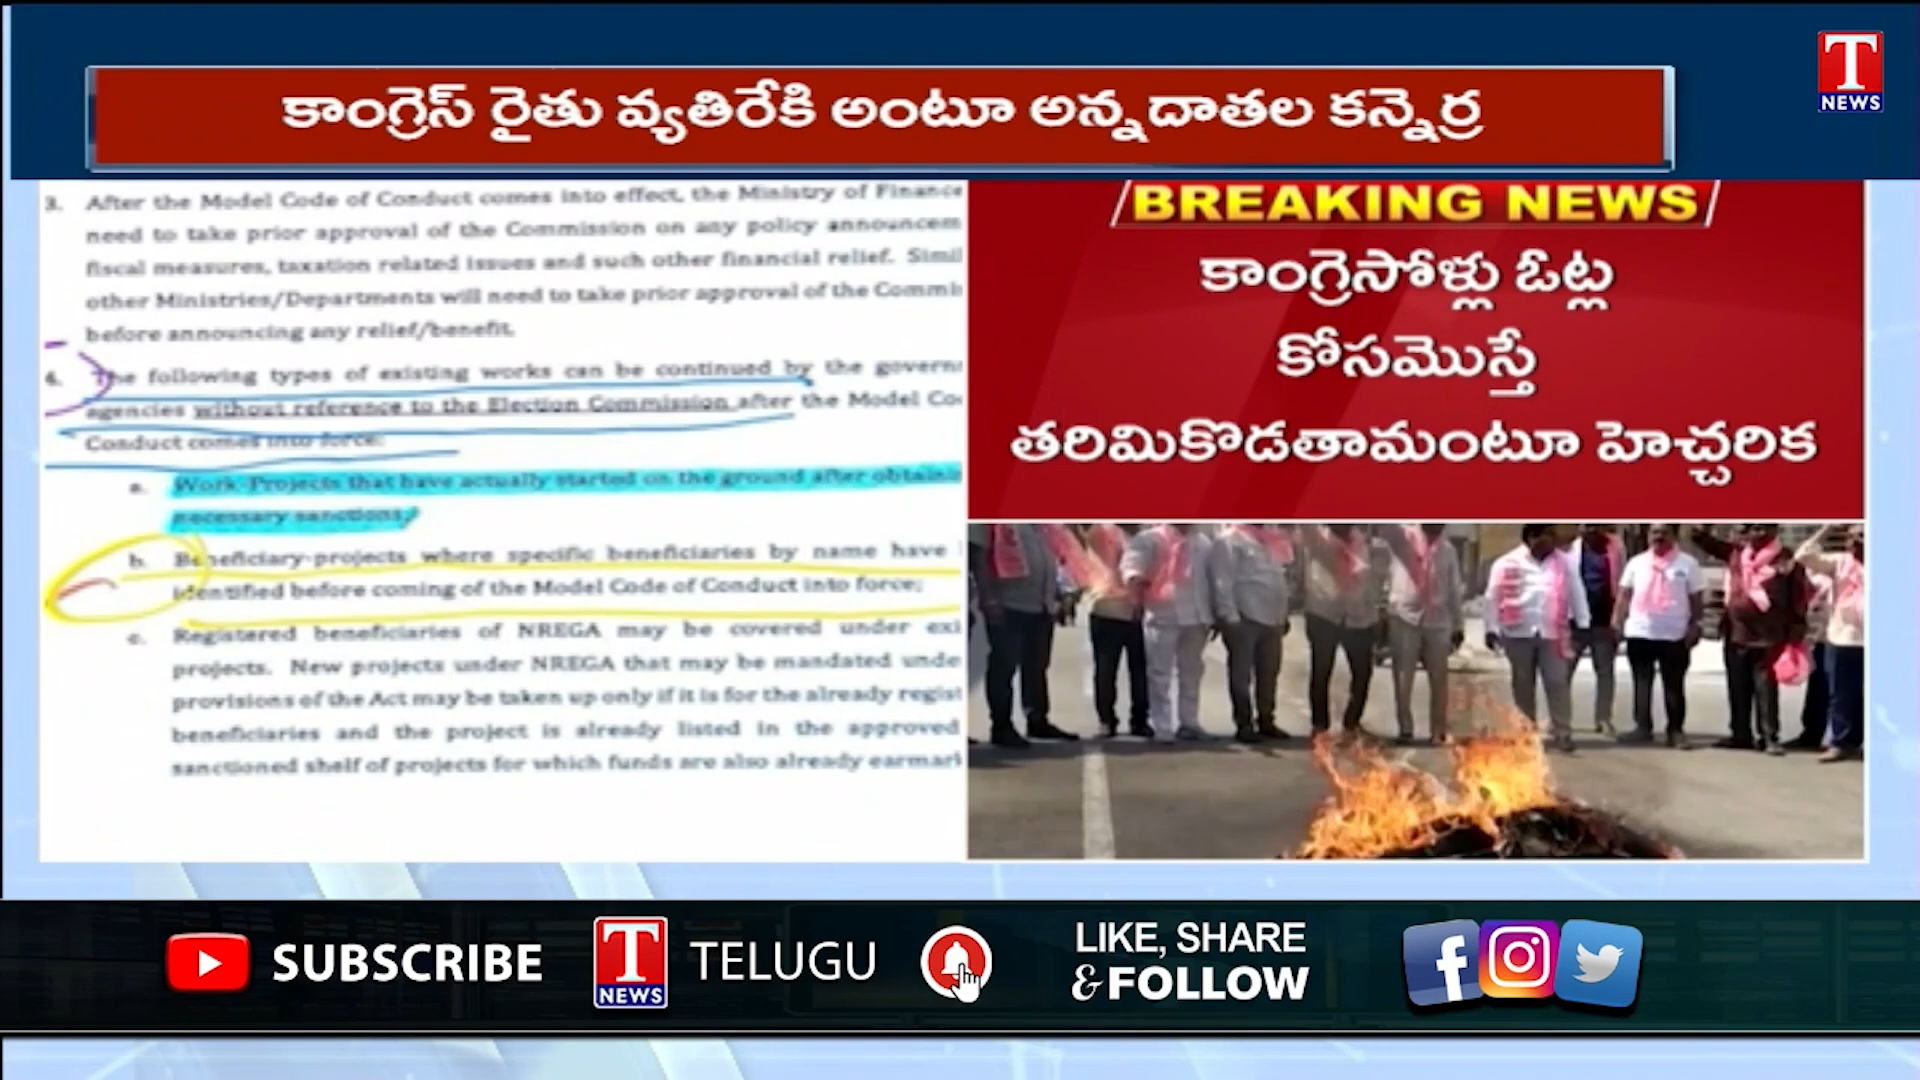 కాంగ్రెస్ రైతు వ్యతిరేకి అంటూ అన్నదాతల కన్నెర్ర
T
NEWS
3. After the Model Code of Conduct comes into effect, the Ministry of Finance
need to take prior approval of the Commission on any policy announcem
fiscal measures, taxation related issues and such other financial relief. Simil
other Ministries/Departments will need to take prior approval of the Commis
before announcing any relief/benefit.
The following types of existing works can be continued by the governm
agencies without reference to the Election Commission after the Model Co
Conduct comes into force:
a. Work-Projects that have actually started on the ground after obtain
necessary sanctions;
b. Beneficiary-projects where specific beneficiaries by name have
identified before coming of the Model Code of Conduct into force;
c. Registered beneficiaries of NREGA may be covered under exi
projects. New projects under NREGA that may be mandated unde
provisions of the Act may be taken up only if it is for the already regist
beneficiaries and the project is already listed in the approved
sanctioned shelf of projects for which funds are also already earmark
BREAKING NEWS
కాంగ్రెసోళ్లు ఓట్ల
కోసమొస్తే
తరిమికొడతామంటూ హెచ్చరిక
SUBSCRIBE
T
NEWS
TELUGU
LIKE, SHARE
& FOLLOW